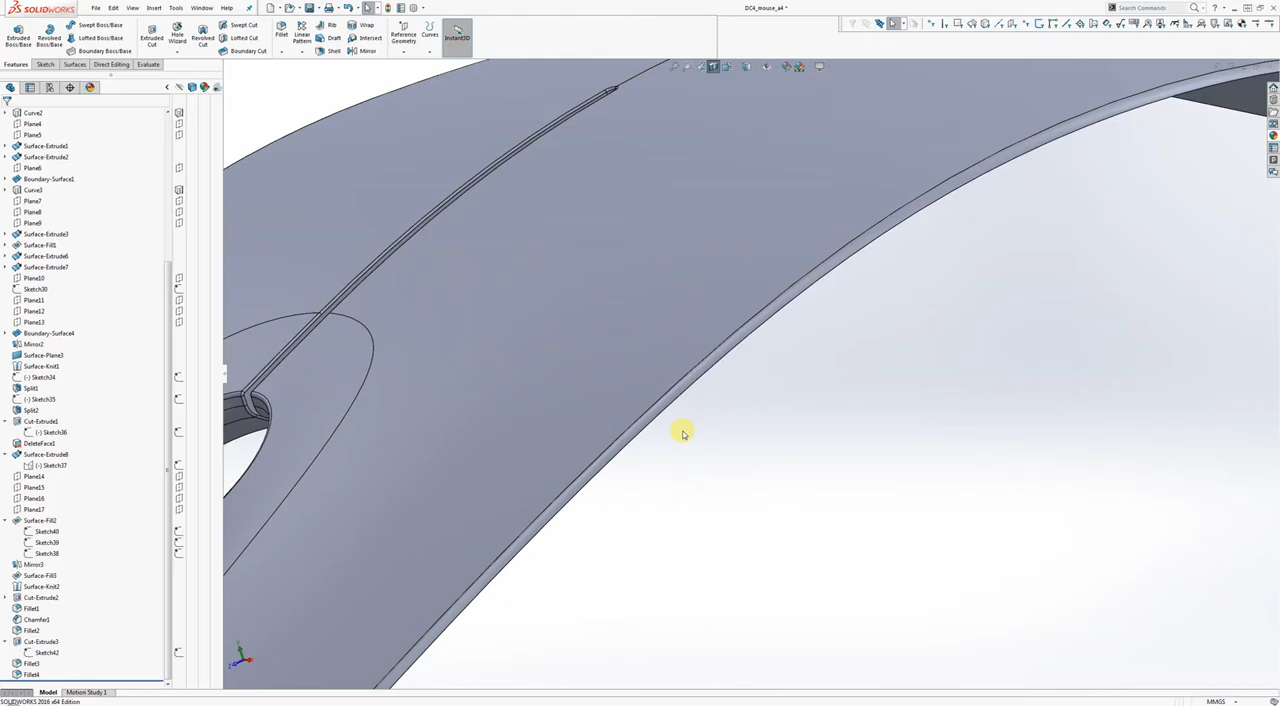 SOLIDWORKS
File Edit View Insert Tools Window Help
DC4_mouse_a4 *
Search Commands
Extruded Boss/Base
Revolved Boss/Base
Swept Boss/Base
Lofted Boss/Base
Boundary Boss/Base
Extruded Cut
Hole Wizard
Revolved Cut
Swept Cut
Lofted Cut
Boundary Cut
Fillet
Linear Pattern
Rib
Draft
Shell
Wrap
Intersect
Mirror
Reference Geometry
Curves
Instant3D
Features Sketch Surfaces Direct Editing Evaluate
Curve2
Plane4
Plane5
Surface-Extrude1
Surface-Extrude2
Plane6
Boundary-Surface1
Curve3
Plane7
Plane8
Plane9
Surface-Extrude3
Surface-Fill1
Surface-Extrude6
Surface-Extrude7
Plane10
Sketch30
Plane11
Plane12
Plane13
Boundary-Surface4
Mirror2
Surface-Plane3
Surface-Knit1
(-) Sketch34
Split1
(-) Sketch35
Split2
Cut-Extrude1
(-) Sketch36
DeleteFace1
Surface-Extrude8
(-) Sketch37
Plane14
Plane15
Plane16
Plane17
Surface-Fill2
Sketch40
Sketch39
Sketch38
Mirror3
Surface-Fill3
Surface-Knit2
Cut-Extrude2
Fillet1
Chamfer1
Fillet2
Cut-Extrude3
Sketch42
Fillet3
Fillet4
Model Motion Study 1
SOLIDWORKS 2016 x64 Edition
MMGS